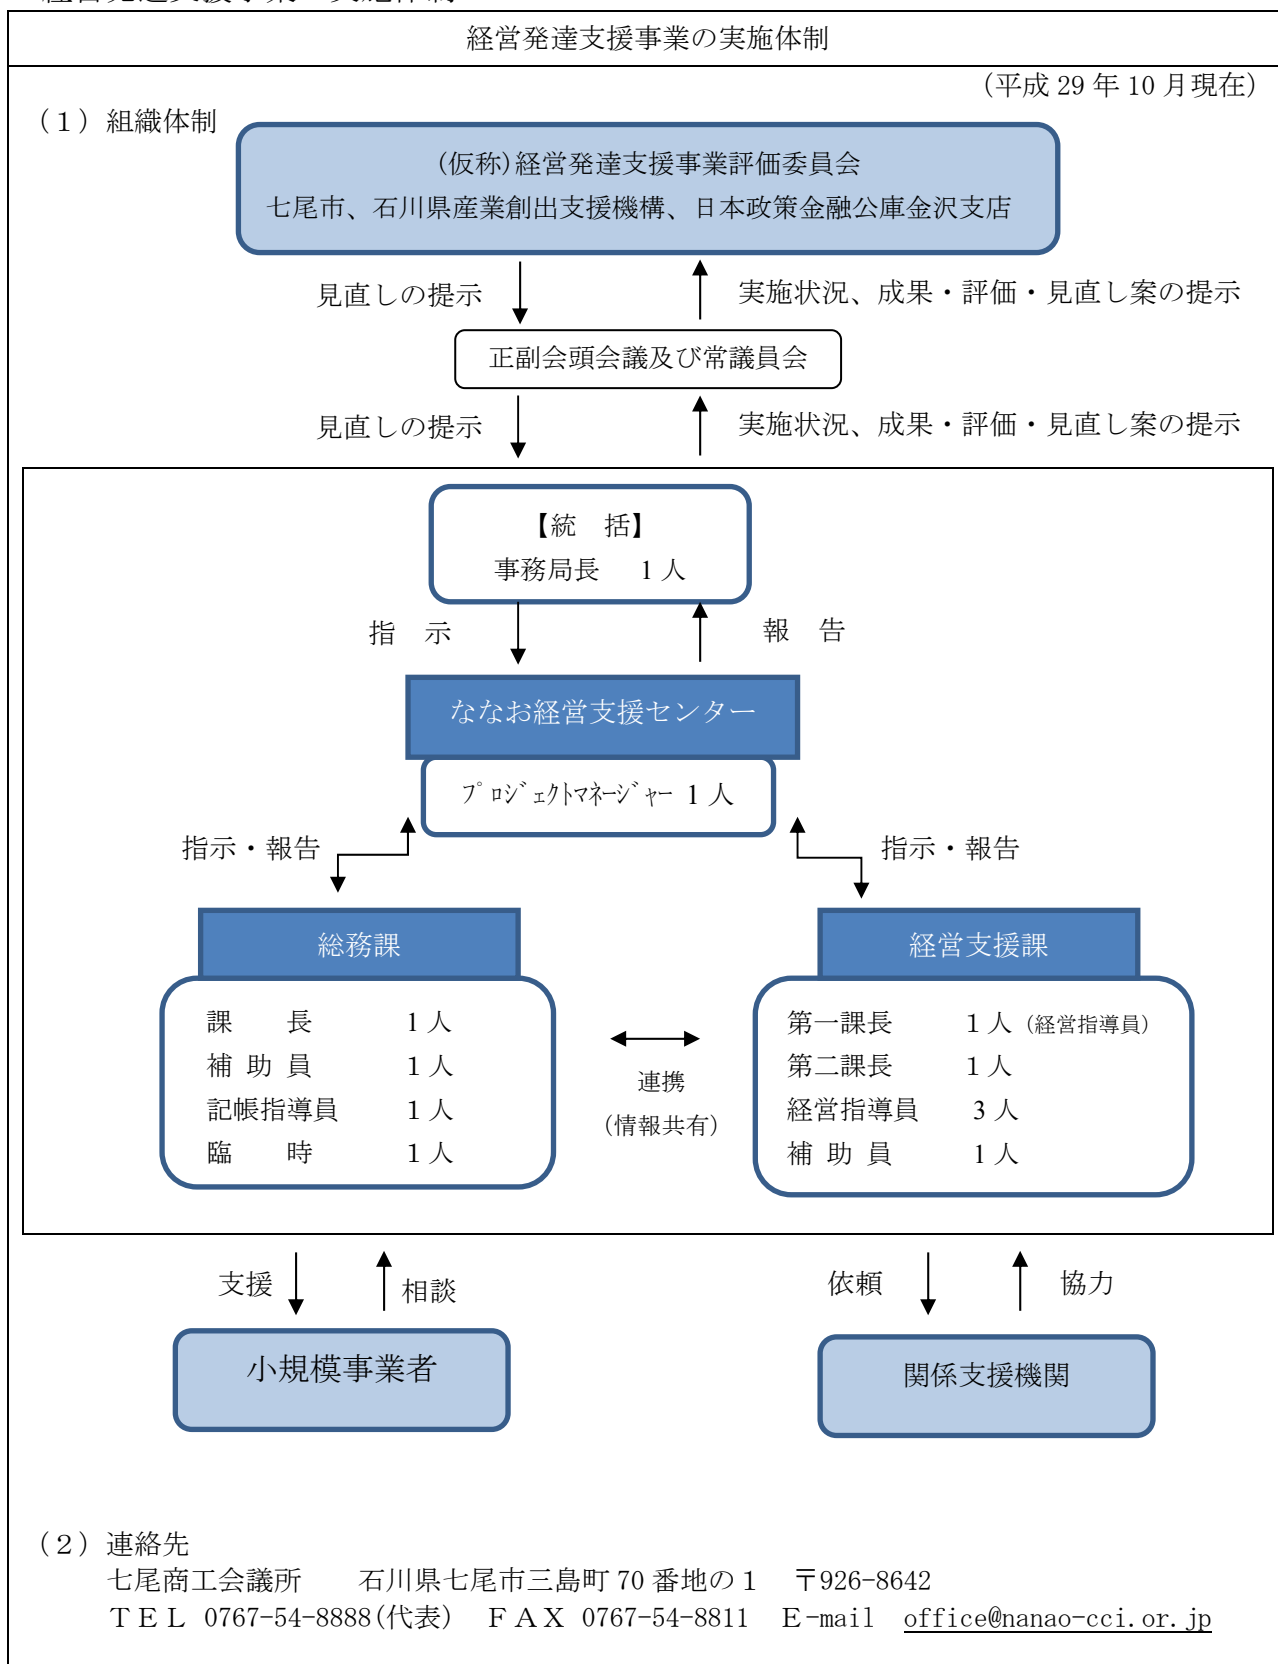 経営発達支援事業の実施体制
(平成 29 年 10 月現在)
（１）組織体制
(仮称)経営発達支援事業評価委員会
七尾市、石川県産業創出支援機構、日本政策金融公庫金沢支店
見直しの提示
実施状況、成果・評価・見直し案の提示
正副会頭会議及び常議員会
見直しの提示
実施状況、成果・評価・見直し案の提示
【統　括】
事務局長　１人
指　示
報　告
ななお経営支援センター
ﾌﾟﾛｼﾞｪｸﾄﾏﾈｰｼﾞｬｰ １人
指示・報告
指示・報告
総務課
課　　長　１人
補 助 員　１人
記帳指導員　１人
臨　　時　１人
連携
(情報共有)
経営支援課
第一課長　１人 (経営指導員)
第二課長　１人
経営指導員　３人
補 助 員　１人
支援
相談
依頼
協力
小規模事業者
関係支援機関
（２）連絡先
七尾商工会議所　　石川県七尾市三島町 70 番地の１　〒926-8642
ＴＥＬ 0767-54-8888(代表)　ＦＡＸ 0767-54-8811　Ｅ-mail　office@nanao-cci.or.jp